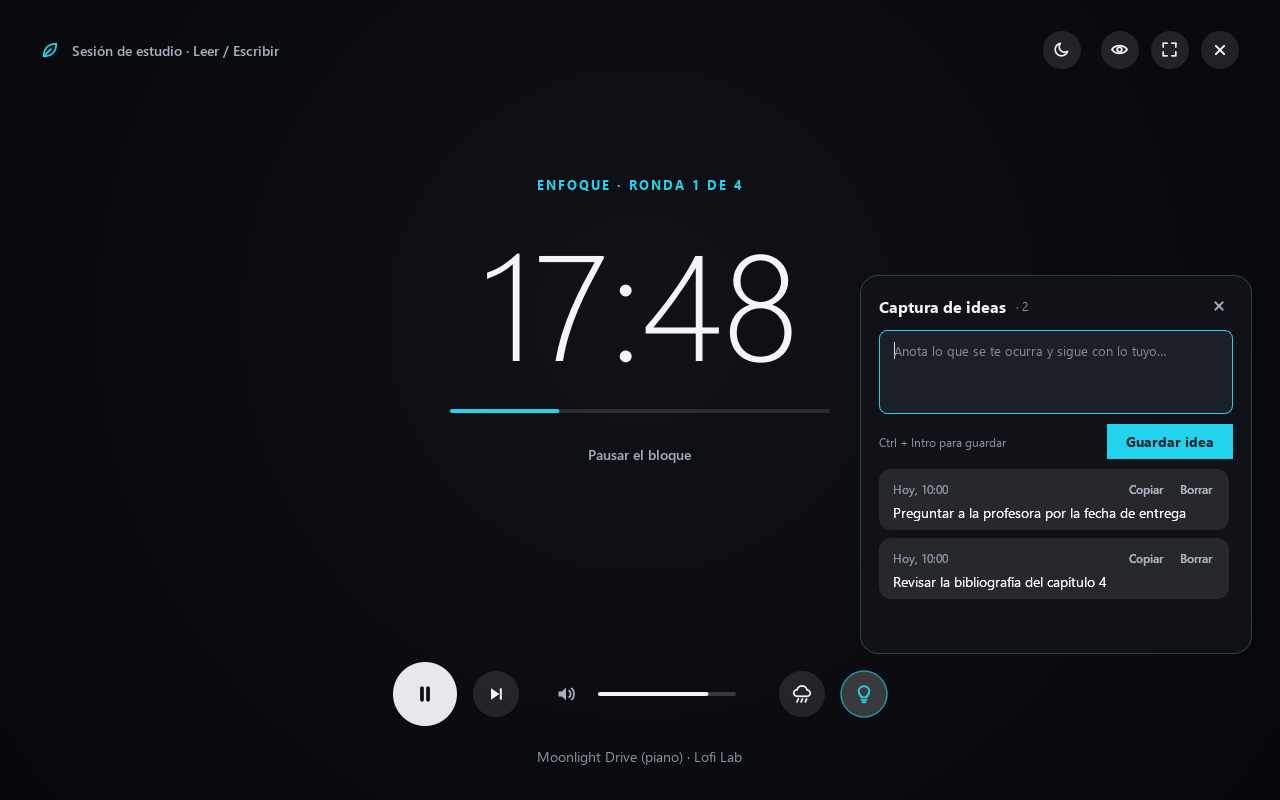 Sesión de estudio · Leer / Escribir
ENFOQUE · RONDA 1 DE 4
17:48
Pausar el bloque
Captura de ideas · 2
Anota lo que se te ocurra y sigue con lo tuyo...
Ctrl + Intro para guardar
Guardar idea
Hoy, 10:00 Copiar Borrar
Preguntar a la profesora por la fecha de entrega
Hoy, 10:00 Copiar Borrar
Revisar la bibliografía del capítulo 4
Moonlight Drive (piano) · Lofi Lab